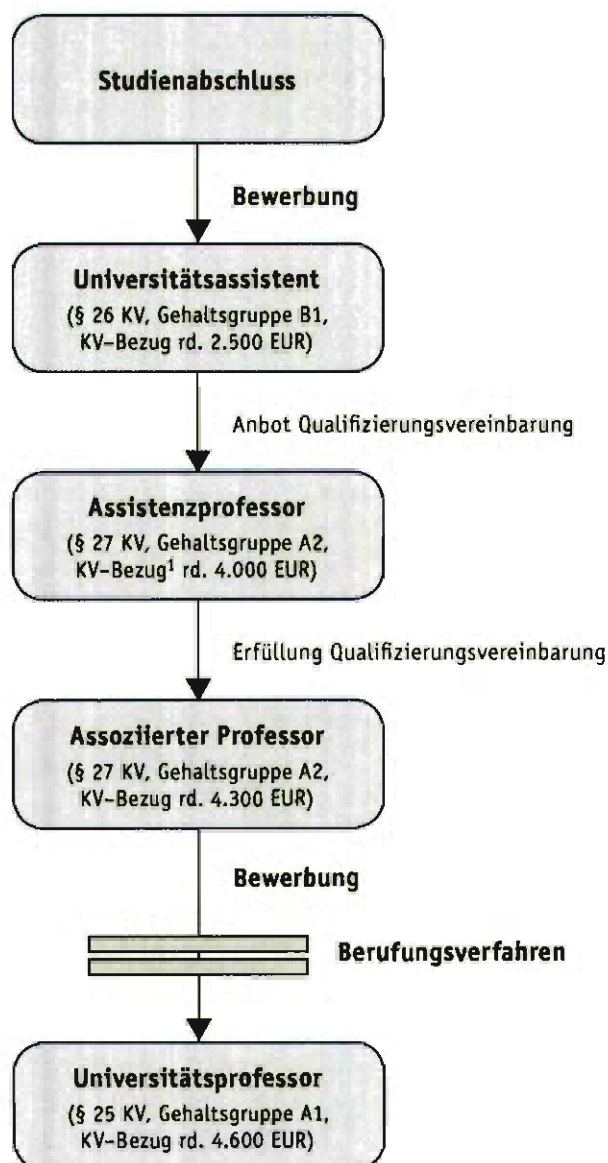 Studienabschluss
Bewerbung
Universitätsassistent
(§ 26 KV, Gehaltsgruppe B1,
KV-Bezug rd. 2.500 EUR)
Anbot Qualifizierungsvereinbarung
Assistenzprofessor
(§ 27 KV, Gehaltsgruppe A2,
KV-Bezug¹ rd. 4.000 EUR)
Erfüllung Qualifizierungsvereinbarung
Assoziierter Professor
(§ 27 KV, Gehaltsgruppe A2,
KV-Bezug rd. 4.300 EUR)
Bewerbung
Berufungsverfahren
Universitätsprofessor
(§ 25 KV, Gehaltsgruppe A1,
KV-Bezug rd. 4.600 EUR)